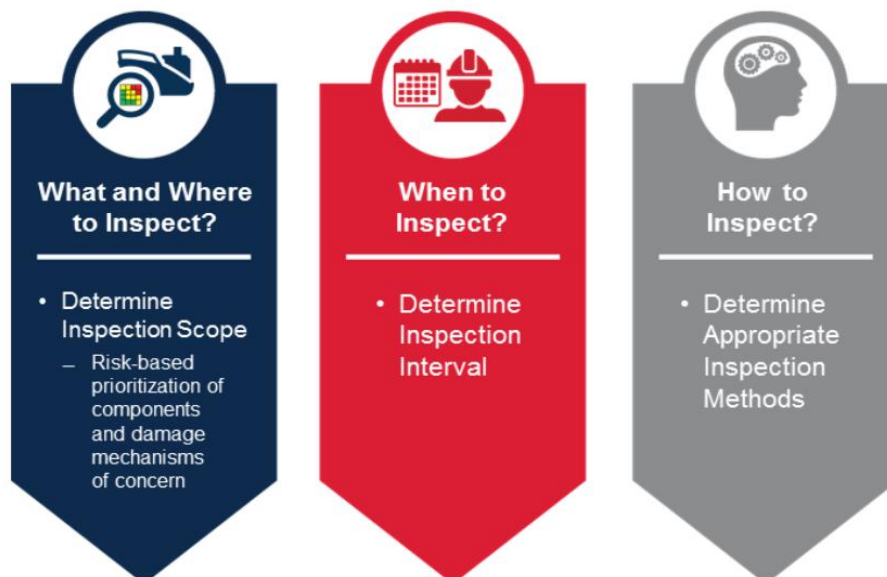 What and Where
to Inspect?
• Determine
Inspection Scope
– Risk-based
prioritization of
components
and damage
mechanisms
of concern
When to
Inspect?
• Determine
Inspection
Interval
How to
Inspect?
• Determine
Appropriate
Inspection
Methods